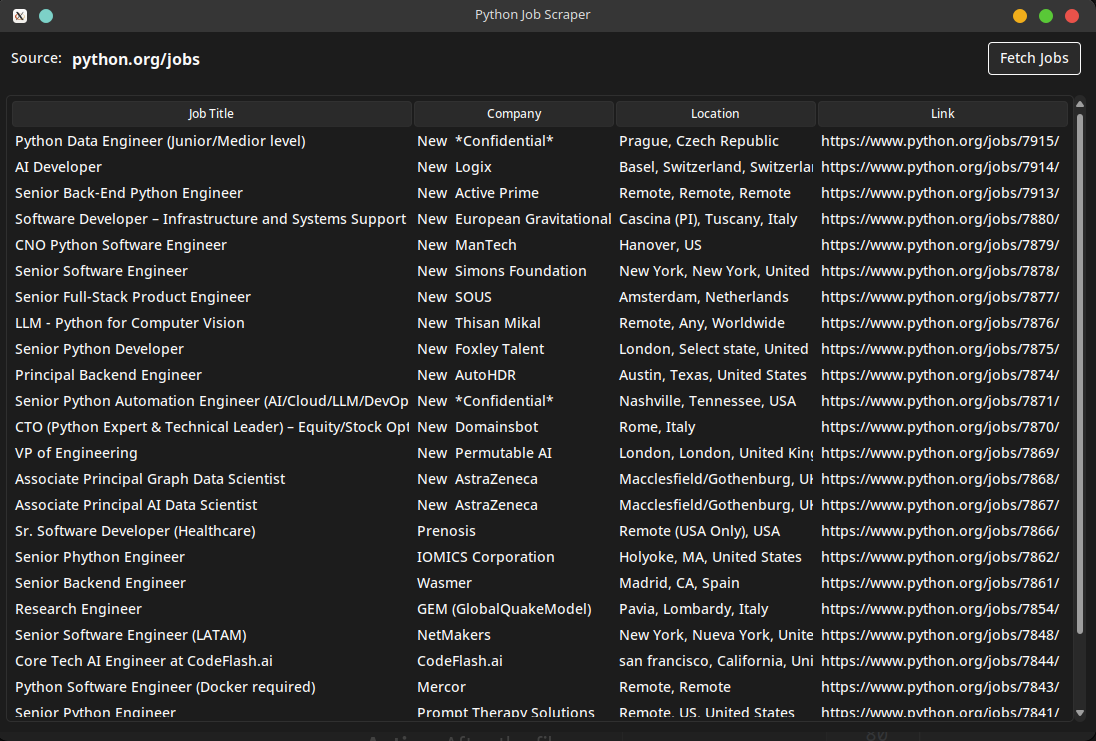 Python Job Scraper
Source: python.org/jobs Fetch Jobs
Job Title Company Location Link
Python Data Engineer (Junior/Medior level) New *Confidential* Prague, Czech Republic https://www.python.org/jobs/7915/
AI Developer New Logix Basel, Switzerland, Switzerla https://www.python.org/jobs/7914/
Senior Back-End Python Engineer New Active Prime Remote, Remote, Remote https://www.python.org/jobs/7913/
Software Developer – Infrastructure and Systems Support New European Gravitational Cascina (PI), Tuscany, Italy https://www.python.org/jobs/7880/
CNO Python Software Engineer New ManTech Hanover, US https://www.python.org/jobs/7879/
Senior Software Engineer New Simons Foundation New York, New York, United https://www.python.org/jobs/7878/
Senior Full-Stack Product Engineer New SOUS Amsterdam, Netherlands https://www.python.org/jobs/7877/
LLM - Python for Computer Vision New Thisan Mikal Remote, Any, Worldwide https://www.python.org/jobs/7876/
Senior Python Developer New Foxley Talent London, Select state, United https://www.python.org/jobs/7875/
Principal Backend Engineer New AutoHDR Austin, Texas, United States https://www.python.org/jobs/7874/
Senior Python Automation Engineer (AI/Cloud/LLM/DevOp New *Confidential* Nashville, Tennessee, USA https://www.python.org/jobs/7871/
CTO (Python Expert & Technical Leader) – Equity/Stock Opt New Domainsbot Rome, Italy https://www.python.org/jobs/7870/
VP of Engineering New Permutable AI London, London, United King https://www.python.org/jobs/7869/
Associate Principal Graph Data Scientist New AstraZeneca Macclesfield/Gothenburg, UK https://www.python.org/jobs/7868/
Associate Principal AI Data Scientist New AstraZeneca Macclesfield/Gothenburg, UK https://www.python.org/jobs/7867/
Sr. Software Developer (Healthcare) Prenosis Remote (USA Only), USA https://www.python.org/jobs/7866/
Senior Phython Engineer IOMICS Corporation Holyoke, MA, United States https://www.python.org/jobs/7862/
Senior Backend Engineer Wasmer Madrid, CA, Spain https://www.python.org/jobs/7861/
Research Engineer GEM (GlobalQuakeModel) Pavia, Lombardy, Italy https://www.python.org/jobs/7854/
Senior Software Engineer (LATAM) NetMakers New York, Nueva York, Unite https://www.python.org/jobs/7848/
Core Tech AI Engineer at CodeFlash.ai CodeFlash.ai san francisco, California, Uni https://www.python.org/jobs/7844/
Python Software Engineer (Docker required) Mercor Remote, Remote https://www.python.org/jobs/7843/
Senior Python Engineer Prompt Therapy Solutions Remote, US, United States https://www.python.org/jobs/7841/